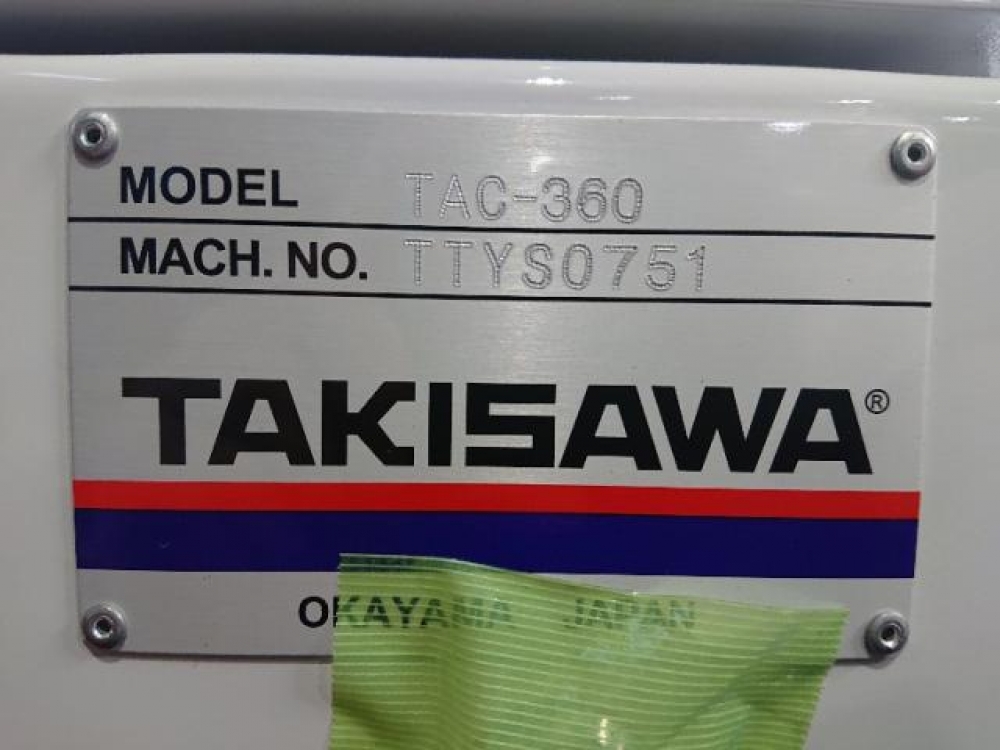 MODEL TAC-360
MACH. NO. TTYS0751
TAKISAWA®
OKAYAMA JAPAN